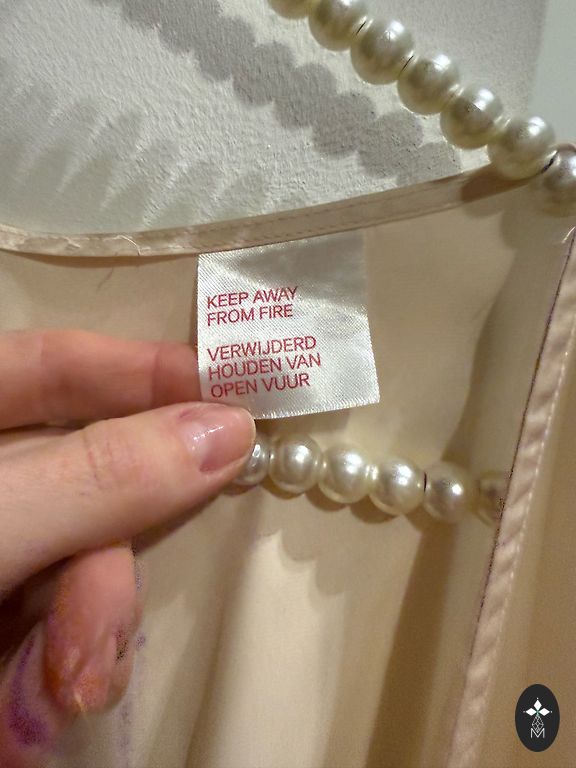 KEEP AWAY
FROM FIRE
VERWIJDERD
HOUDEN VAN
OPEN VUUR